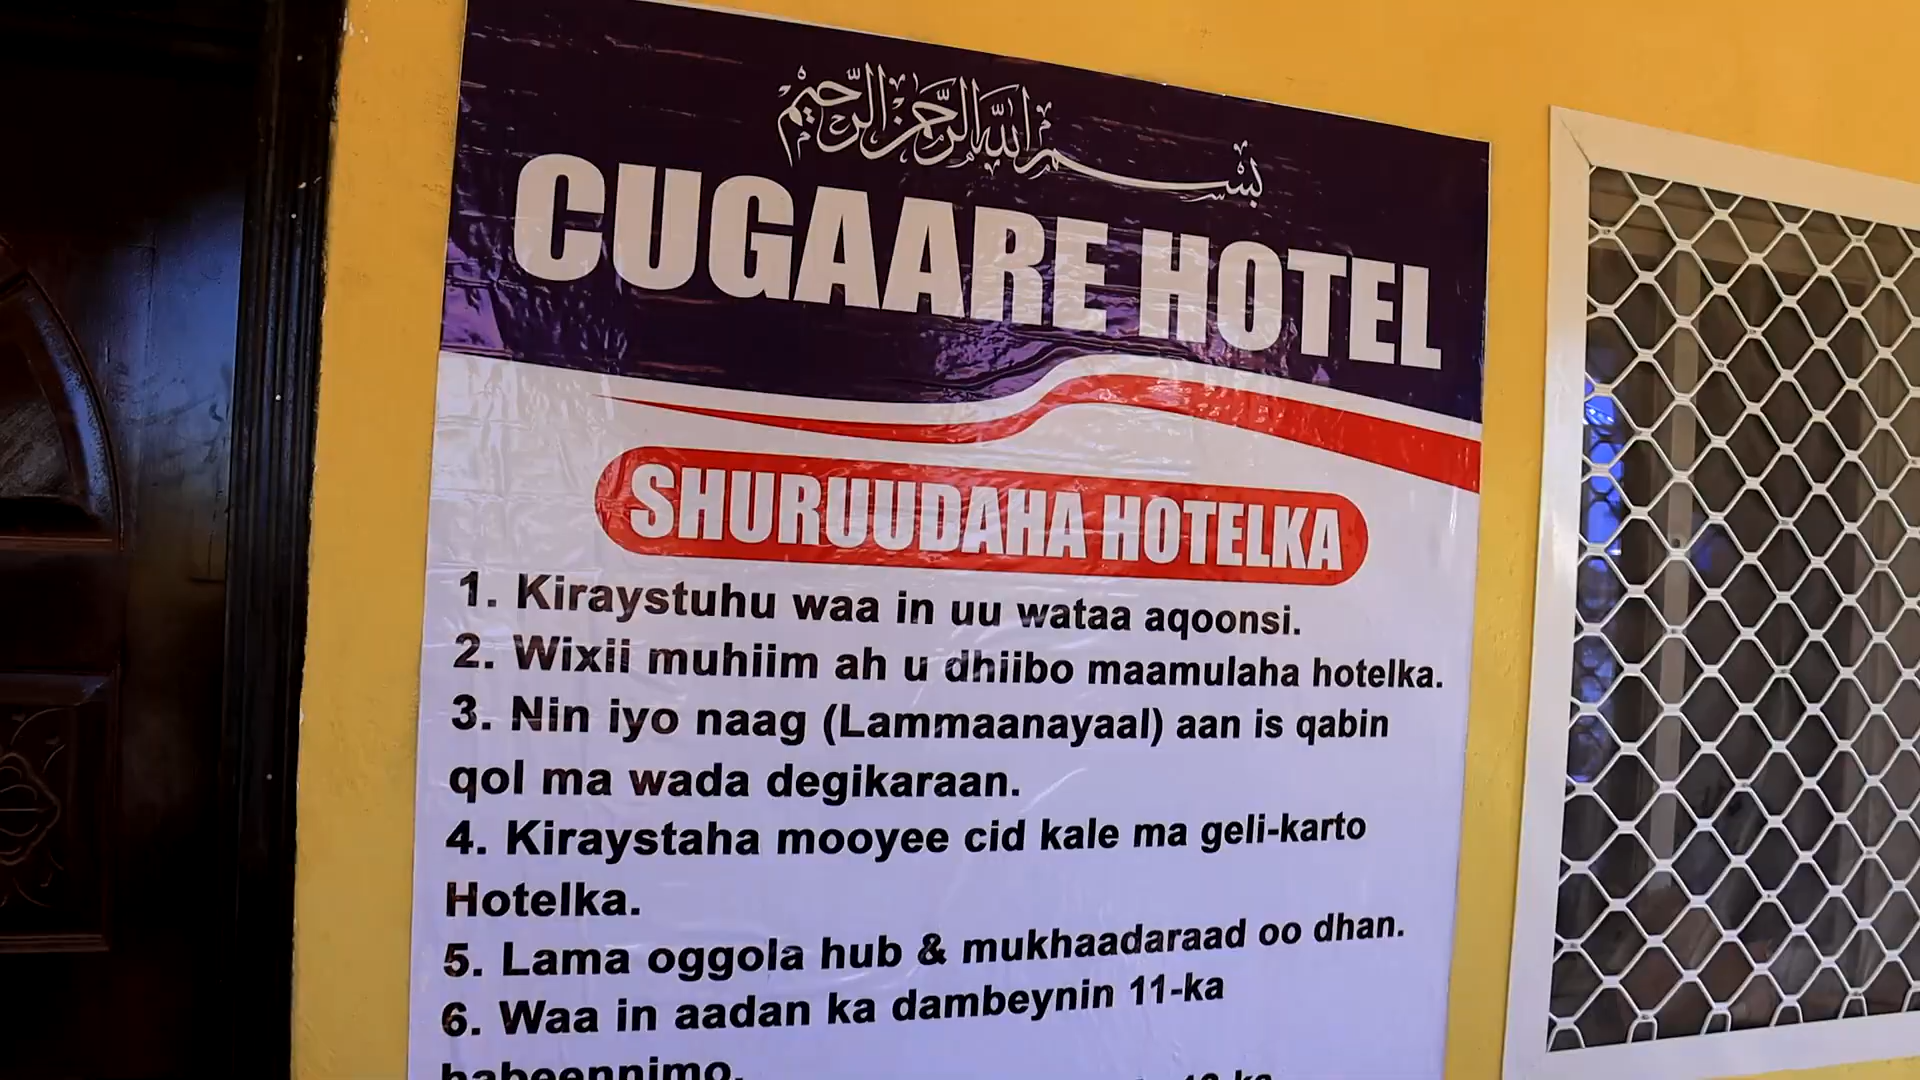 بسم الله الرحمن الرحيم
CUGAARE HOTEL
SHURUUDAHA HOTELKA
1. Kiraystuhu waa in uu wataa aqoonsi.
2. Wixii muhiim ah u dhiibo maamulaha hotelka.
3. Nin iyo naag (Lammaanayaal) aan is qabin
qol ma wada degikaraan.
4. Kiraystaha mooyee cid kale ma geli-karto
Hotelka.
5. Lama oggola hub & mukhaadaraad oo dhan.
6. Waa in aadan ka dambeynin 11-ka
habeennimo.